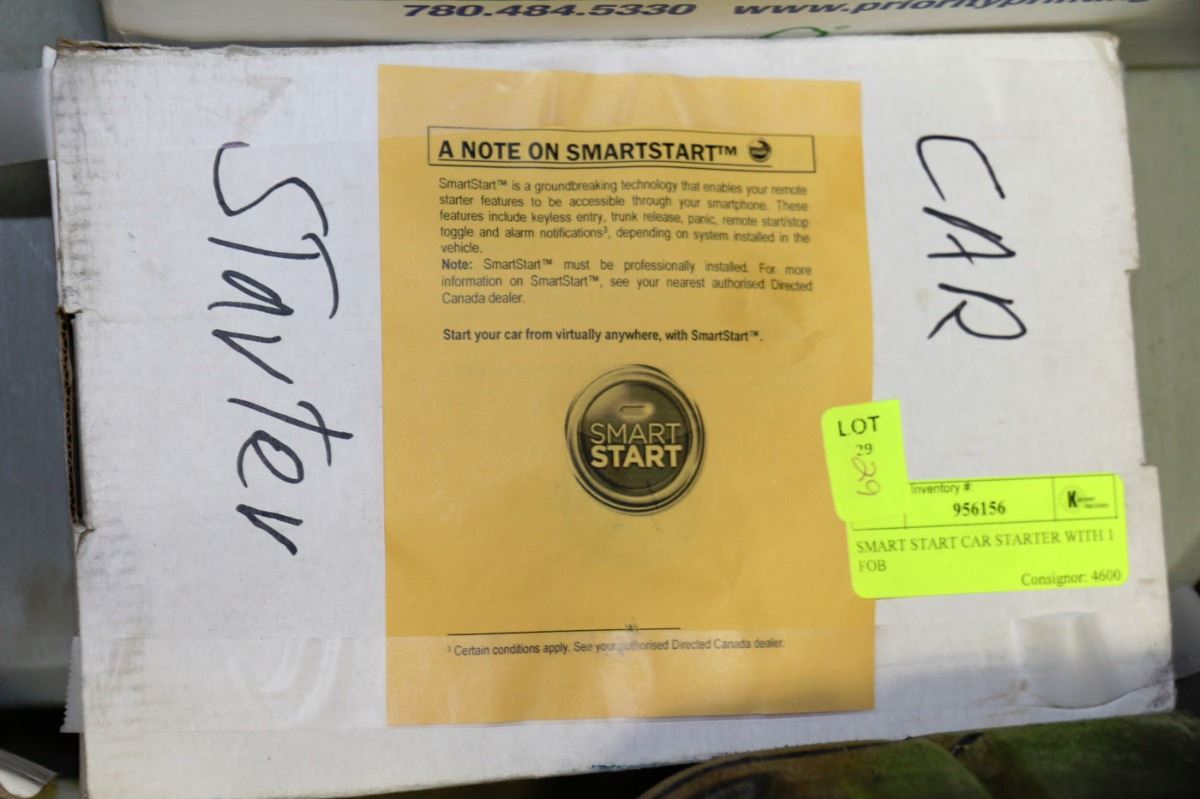 780.484.5330 www.priorityprinting
CAR
STarter
A NOTE ON SMARTSTART™
SmartStart™ is a groundbreaking technology that enables your remote
starter features to be accessible through your smartphone. These
features include keyless entry, trunk release, panic, remote start/stop
toggle and alarm notifications³, depending on system installed in the
vehicle.
Note: SmartStart™ must be professionally installed. For more
information on SmartStart™, see your nearest authorised Directed
Canada dealer.
Start your car from virtually anywhere, with SmartStart™.
SMART
START
³ Certain conditions apply. See your authorised Directed Canada dealer.
LOT
29
29
Inventory #:
956156
K
SMART START CAR STARTER WITH 1
FOB
Consignor: 4600